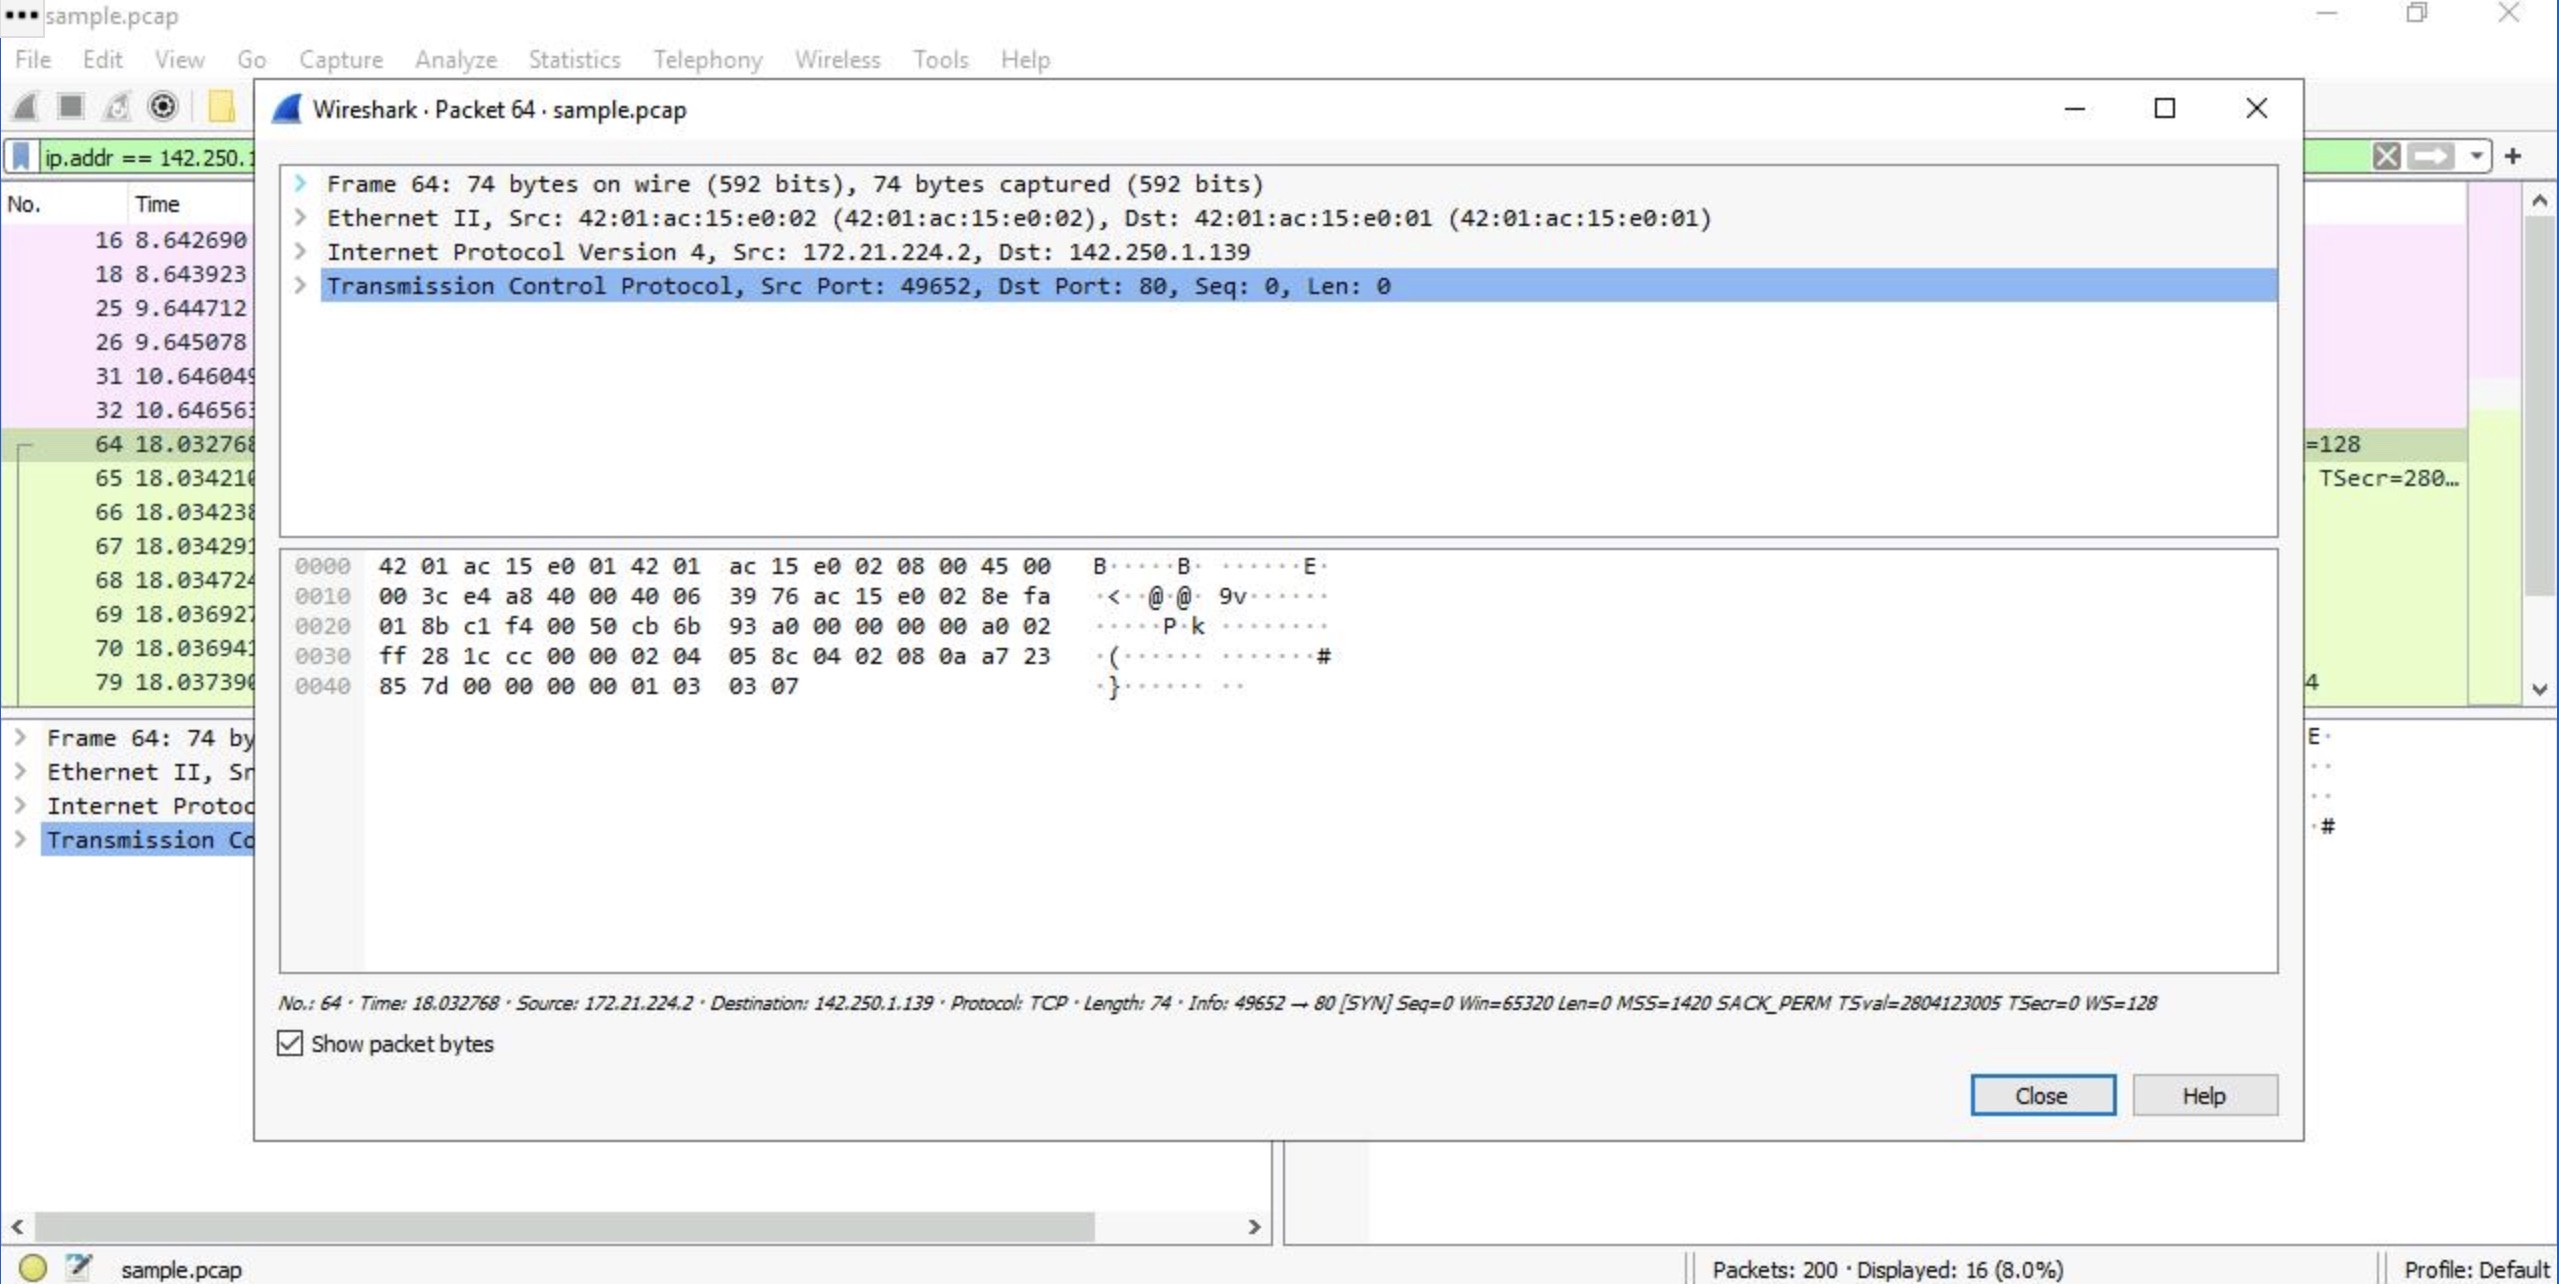 sample.pcap
File Edit View Go Capture Analyze Statistics Telephony Wireless Tools Help
Wireshark · Packet 64 · sample.pcap
ip.addr == 142.250.1
No. Time
16 8.642690
18 8.643923
25 9.644712
26 9.645078
31 10.646049
32 10.646563
64 18.032768 =128
65 18.034210 TSecr=280…
66 18.034238
67 18.034291
68 18.034724
69 18.036927
70 18.036941
79 18.037390 4
Frame 64: 74 bytes on wire (592 bits), 74 bytes captured (592 bits)
Ethernet II, Src: 42:01:ac:15:e0:02 (42:01:ac:15:e0:02), Dst: 42:01:ac:15:e0:01 (42:01:ac:15:e0:01)
Internet Protocol Version 4, Src: 172.21.224.2, Dst: 142.250.1.139
Transmission Control Protocol, Src Port: 49652, Dst Port: 80, Seq: 0, Len: 0
0000 42 01 ac 15 e0 01 42 01 ac 15 e0 02 08 00 45 00 B·····B· ······E·
0010 00 3c e4 a8 40 00 40 06 39 76 ac 15 e0 02 8e fa ·<··@·@· 9v······
0020 01 8b c1 f4 00 50 cb 6b 93 a0 00 00 00 00 a0 02 ·····P·k ········
0030 ff 28 1c cc 00 00 02 04 05 8c 04 02 08 0a a7 23 ·(······ ·······#
0040 85 7d 00 00 00 00 01 03 03 07 ·}······ ··
No.: 64 · Time: 18.032768 · Source: 172.21.224.2 · Destination: 142.250.1.139 · Protocol: TCP · Length: 74 · Info: 49652 → 80 [SYN] Seq=0 Win=65320 Len=0 MSS=1420 SACK_PERM TSval=2804123005 TSecr=0 WS=128
Show packet bytes
Close Help
Frame 64: 74 by E·
Ethernet II, Sr ··
Internet Protoc ··
Transmission Co ·#
sample.pcap Packets: 200 · Displayed: 16 (8.0%) Profile: Default